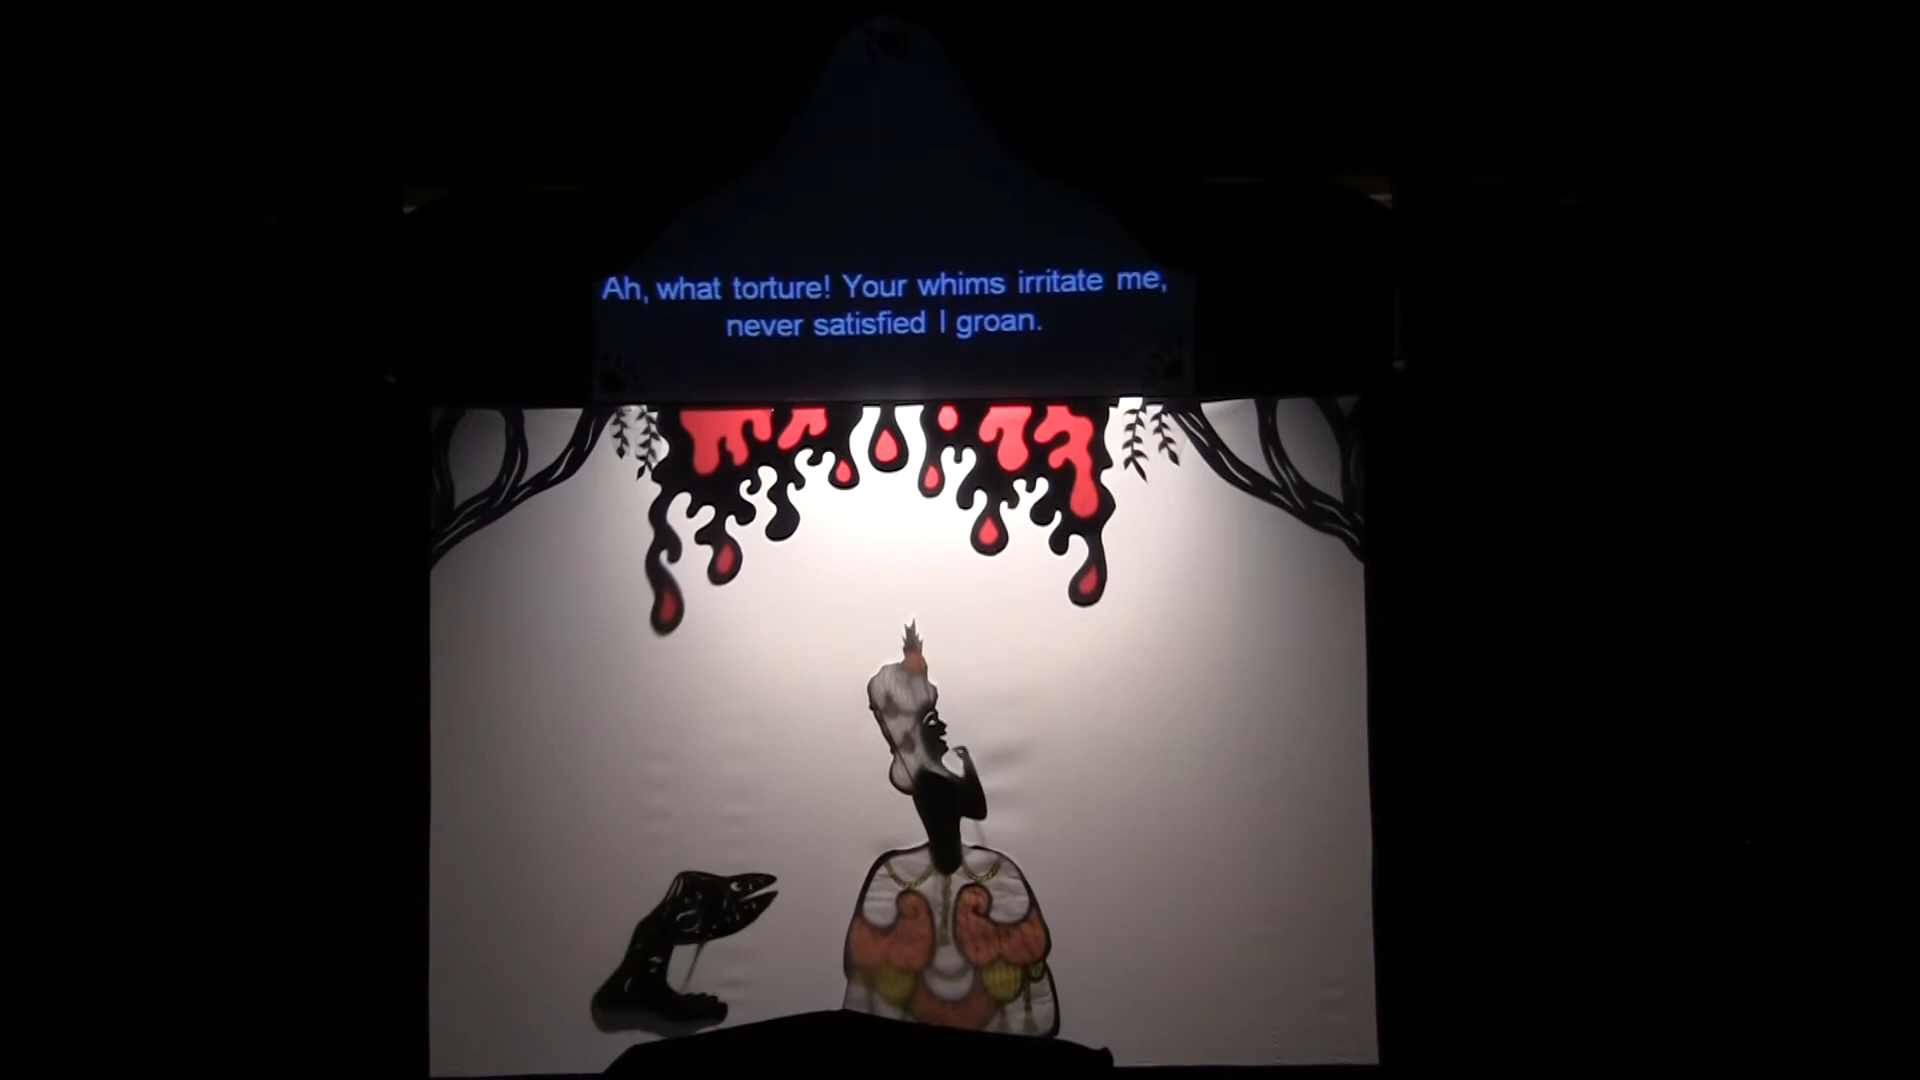 Ah, what torture! Your whims irritate me,
never satisfied I groan.